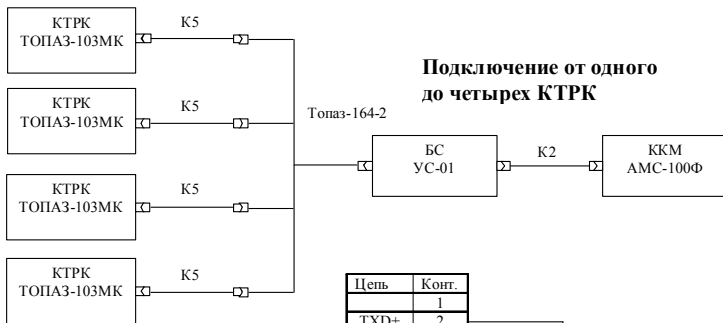 КТРК
ТОПАЗ-103МК
К5
Подключение от одного
до четырех КТРК
КТРК
ТОПАЗ-103МК
К5
Топаз-164-2
БС
УС-01
К2
ККМ
АМС-100Ф
КТРК
ТОПАЗ-103МК
К5
КТРК
ТОПАЗ-103МК
К5
Цепь Конт.
1
TXD+ 2